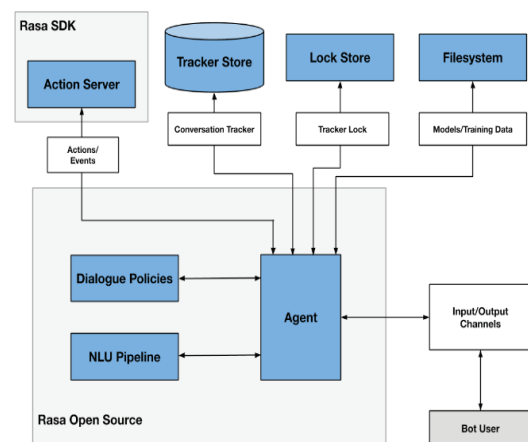 Rasa SDK
Action Server
Tracker Store
Lock Store
Filesystem
Conversation Tracker
Tracker Lock
Models/Training Data
Actions/
Events
Dialogue Policies
Agent
Input/Output
Channels
NLU Pipeline
Rasa Open Source
Bot User